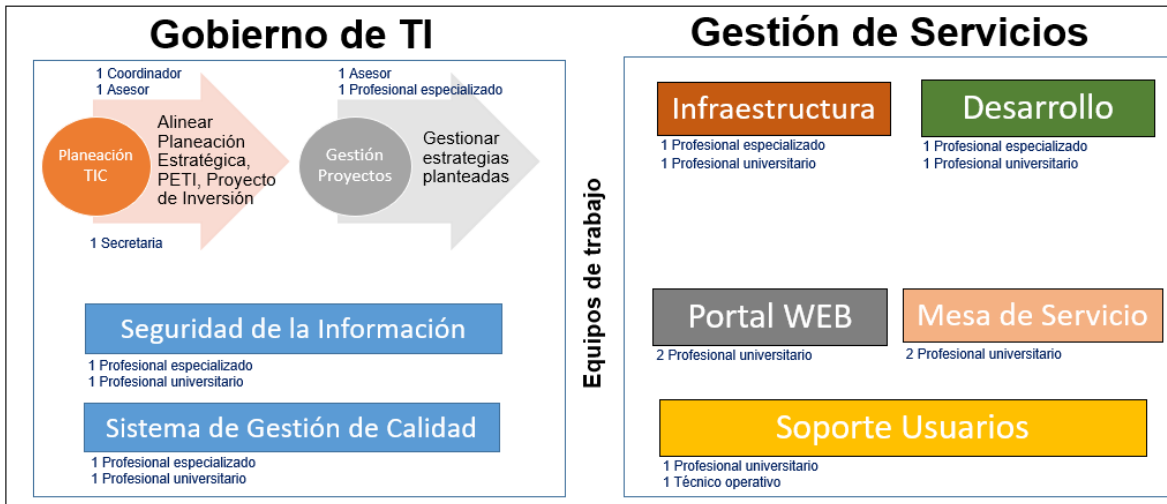 Gobierno de TI
1 Coordinador
1 Asesor
Planeación
TIC
Alinear
Planeación
Estratégica,
PETI, Proyecto
de Inversión
1 Secretaria
1 Asesor
1 Profesional especializado
Gestión
Proyectos
Gestionar
estrategias
planteadas
Seguridad de la Información
1 Profesional especializado
1 Profesional universitario
Sistema de Gestión de Calidad
1 Profesional especializado
1 Profesional universitario
Equipos de trabajo
Gestión de Servicios
Infraestructura
1 Profesional especializado
1 Profesional universitario
Desarrollo
1 Profesional especializado
1 Profesional universitario
Portal WEB
2 Profesional universitario
Mesa de Servicio
2 Profesional universitario
Soporte Usuarios
1 Profesional universitario
1 Técnico operativo